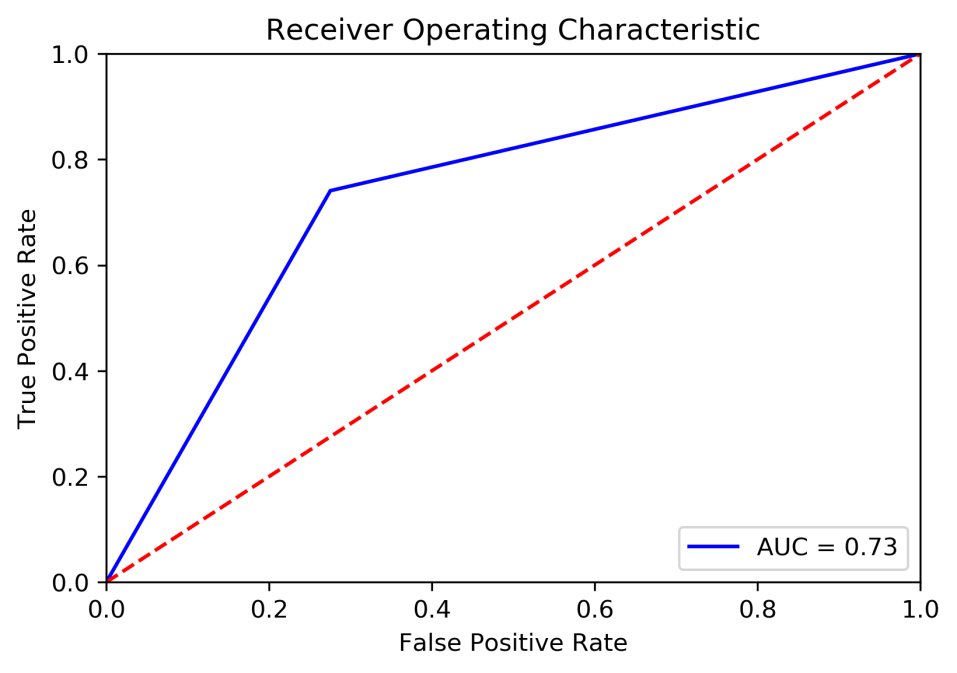 Receiver Operating Characteristic
1.0
0.8
0.6
0.4
0.2
0.0
True Positive Rate
AUC = 0.73
0.0 0.2 0.4 0.6 0.8 1.0
False Positive Rate